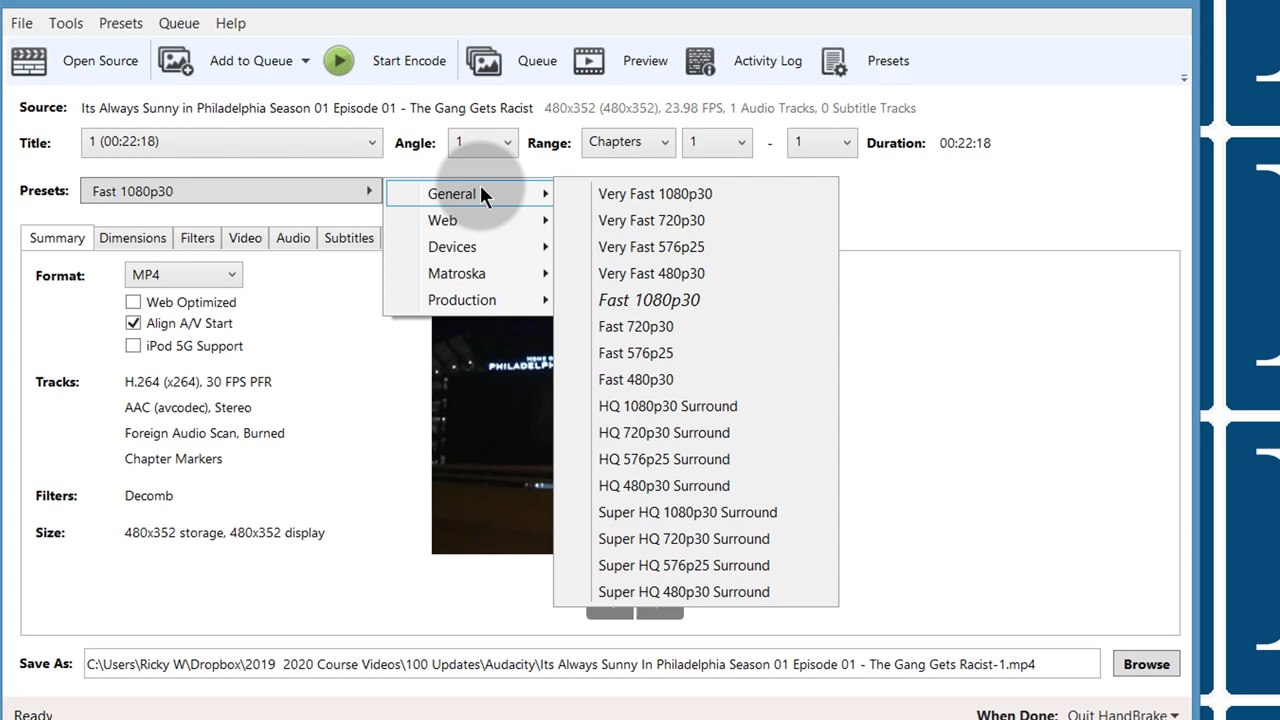 File Tools Presets Queue Help
Open Source Add to Queue Start Encode Queue Preview Activity Log Presets
Source: Its Always Sunny in Philadelphia Season 01 Episode 01 - The Gang Gets Racist 480x352 (480x352), 23.98 FPS, 1 Audio Tracks, 0 Subtitle Tracks
Title: 1 (00:22:18) Angle: 1 Range: Chapters 1 - 1 Duration: 00:22:18
Presets: Fast 1080p30
General
Web
Devices
Matroska
Production
Very Fast 1080p30
Very Fast 720p30
Very Fast 576p25
Very Fast 480p30
Fast 1080p30
Fast 720p30
Fast 576p25
Fast 480p30
HQ 1080p30 Surround
HQ 720p30 Surround
HQ 576p25 Surround
HQ 480p30 Surround
Super HQ 1080p30 Surround
Super HQ 720p30 Surround
Super HQ 576p25 Surround
Super HQ 480p30 Surround
Summary Dimensions Filters Video Audio Subtitles
Format: MP4
Web Optimized
Align A/V Start
iPod 5G Support
Tracks: H.264 (x264), 30 FPS PFR
AAC (avcodec), Stereo
Foreign Audio Scan, Burned
Chapter Markers
Filters: Decomb
Size: 480x352 storage, 480x352 display
Save As: C:\Users\Ricky W\Dropbox\2019  2020 Course Videos\100 Updates\Audacity\Its Always Sunny In Philadelphia Season 01 Episode 01 - The Gang Gets Racist-1.mp4 Browse
Ready When Done: Quit HandBrake